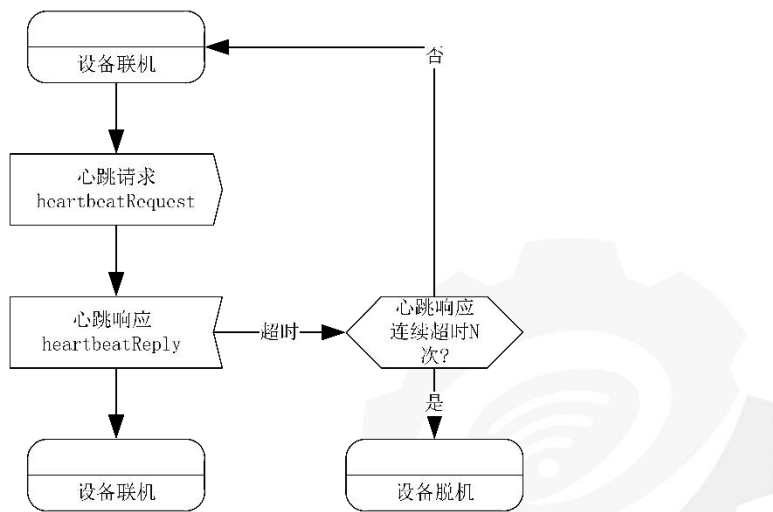 设备联机
否
心跳请求
heartbeatRequest
心跳响应
heartbeatReply
超时
心跳响应
连续超时N
次?
是
设备联机
设备脱机